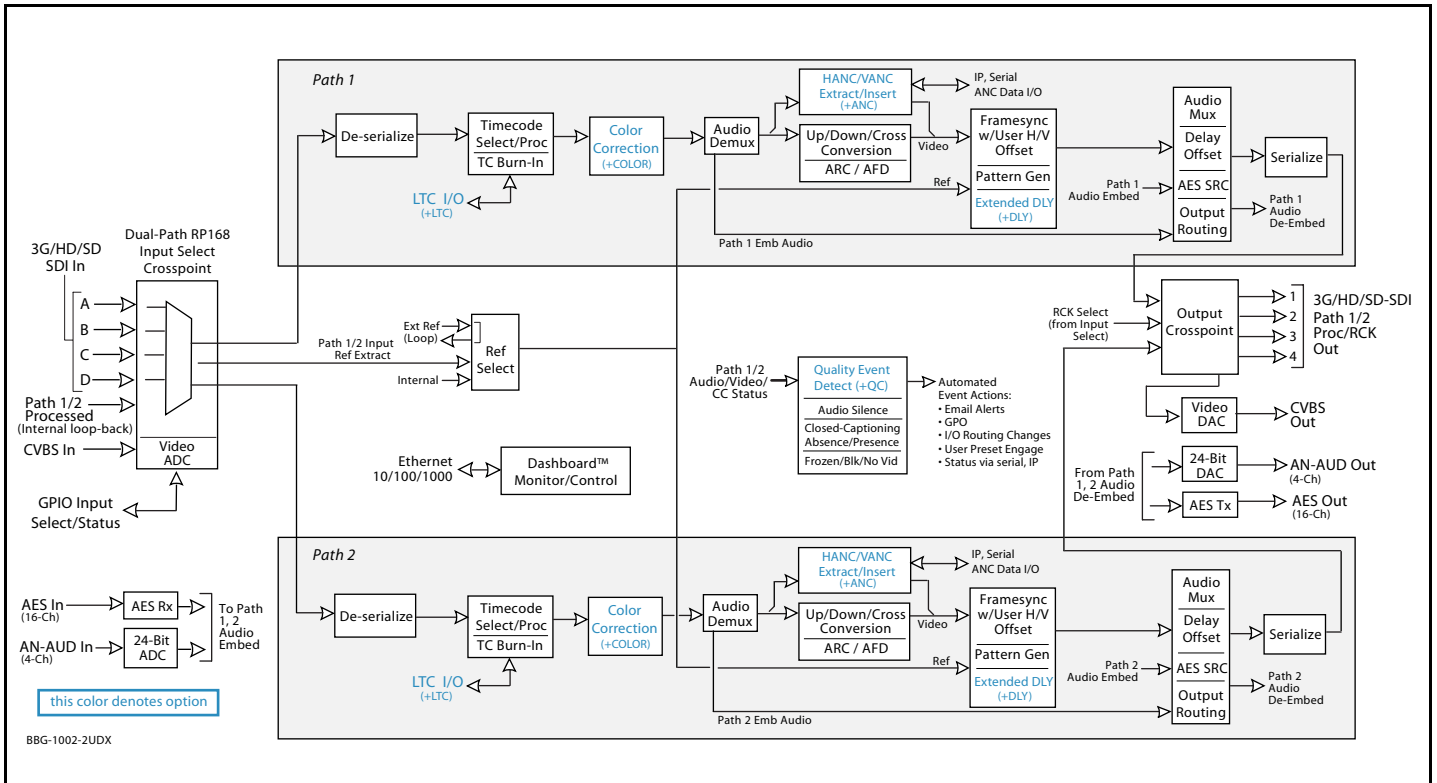 Path 1
De-serialize
Timecode
Select/Proc
TC Burn-In
LTC I/O
(+LTC)
Color
Correction
(+COLOR)
Audio
Demux
HANC/VANC
Extract/Insert
(+ANC)
IP, Serial
ANC Data I/O
Up/Down/Cross
Conversion
ARC / AFD
Video
Ref
Framesync
w/User H/V
Offset
Pattern Gen
Extended DLY
(+DLY)
Path 1
Audio Embed
Path 1 Emb Audio
Audio
Mux
Delay
Offset
AES SRC
Output
Routing
Serialize
Path 1
Audio
De-Embed
3G/HD/SD
SDI In
Dual-Path RP168
Input Select
Crosspoint
A
B
C
D
Path 1/2
Processed
(Internal loop-back)
CVBS In
Video
ADC
GPIO Input
Select/Status
Path 1/2 Input
Ref Extract
Ext Ref
(Loop)
Internal
Ref
Select
Ethernet
10/100/1000
Dashboard™
Monitor/Control
Path 1/2
Audio/Video/
CC Status
Quality Event
Detect (+QC)
Audio Silence
Closed-Captioning
Absence/Presence
Frozen/Blk/No Vid
Automated
Event Actions:
• Email Alerts
• GPO
• I/O Routing Changes
• User Preset Engage
• Status via serial, IP
RCK Select
(from Input
Select)
Output
Crosspoint
1
2
3
4
3G/HD/SD-SDI
Path 1/2
Proc/RCK
Out
Video
DAC
CVBS
Out
From Path
1, 2 Audio
De-Embed
24-Bit
DAC
AN-AUD Out
(4-Ch)
AES Tx
AES Out
(16-Ch)
Path 2
De-serialize
Timecode
Select/Proc
TC Burn-In
LTC I/O
(+LTC)
Color
Correction
(+COLOR)
Audio
Demux
HANC/VANC
Extract/Insert
(+ANC)
IP, Serial
ANC Data I/O
Up/Down/Cross
Conversion
ARC / AFD
Video
Ref
Framesync
w/User H/V
Offset
Pattern Gen
Extended DLY
(+DLY)
Path 2
Audio Embed
Path 2 Emb Audio
Audio
Mux
Delay
Offset
AES SRC
Output
Routing
Serialize
Path 2
Audio
De-Embed
AES In
(16-Ch)
AES Rx
AN-AUD In
(4-Ch)
24-Bit
ADC
To Path
1, 2
Audio
Embed
this color denotes option
BBG-1002-2UDX